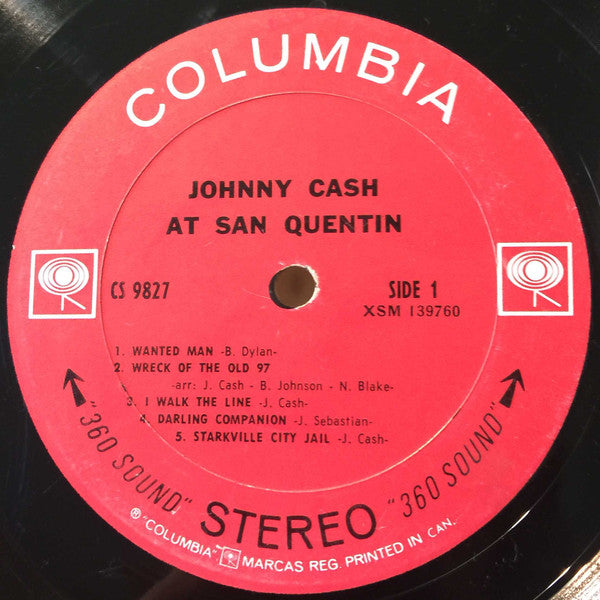 COLUMBIA
JOHNNY CASH
AT SAN QUENTIN
CS 9827
SIDE 1
XSM 139760
1. WANTED MAN -B. Dylan-
2. WRECK OF THE OLD 97
-arr: J. Cash - B. Johnson - N. Blake-
3. I WALK THE LINE -J. Cash-
4. DARLING COMPANION -J. Sebastian-
5. STARKVILLE CITY JAIL -J. Cash-
"360 SOUND" STEREO "360 SOUND"
® "COLUMBIA" MARCAS REG. PRINTED IN CAN.